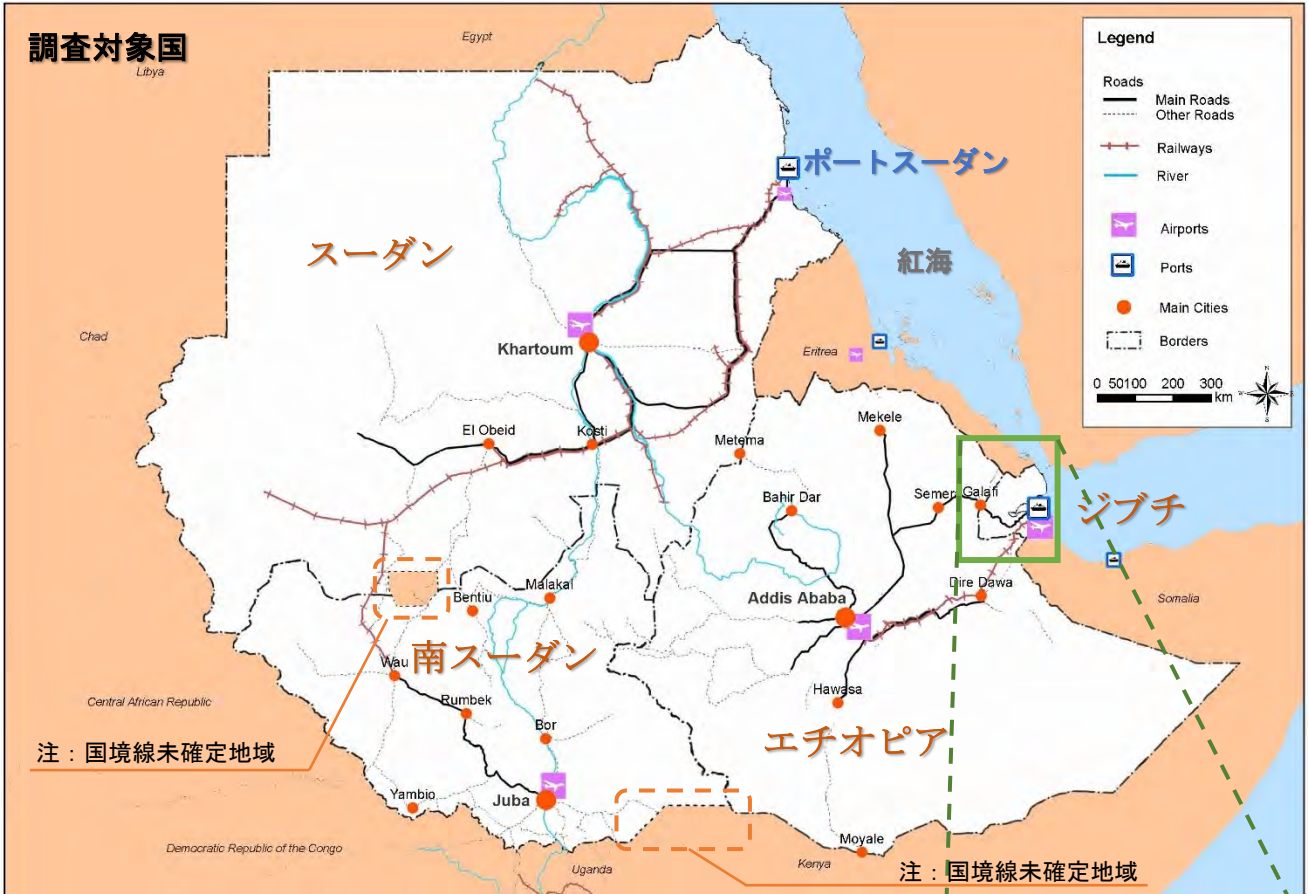 調査対象国
Egypt
Libya
Legend
Roads
Main Roads
Other Roads
Railways
River
Airports
Ports
Main Cities
Borders
0 50100 200 300
km
N
E
S
W
ポートスーダン
スーダン
紅海
Chad
Khartoum
Eritrea
El Obeid
Kosti
Metema
Mekele
Bahir Dar
Semera
Galafi
ジブチ
Bentiu
Malakal
Addis Ababa
Dire Dawa
Somalia
南スーダン
Wau
Central African Republic
Rumbek
Bor
Hawasa
エチオピア
注：国境線未確定地域
Yambio
Juba
Moyale
Democratic Republic of the Congo
Uganda
Kenya
注：国境線未確定地域